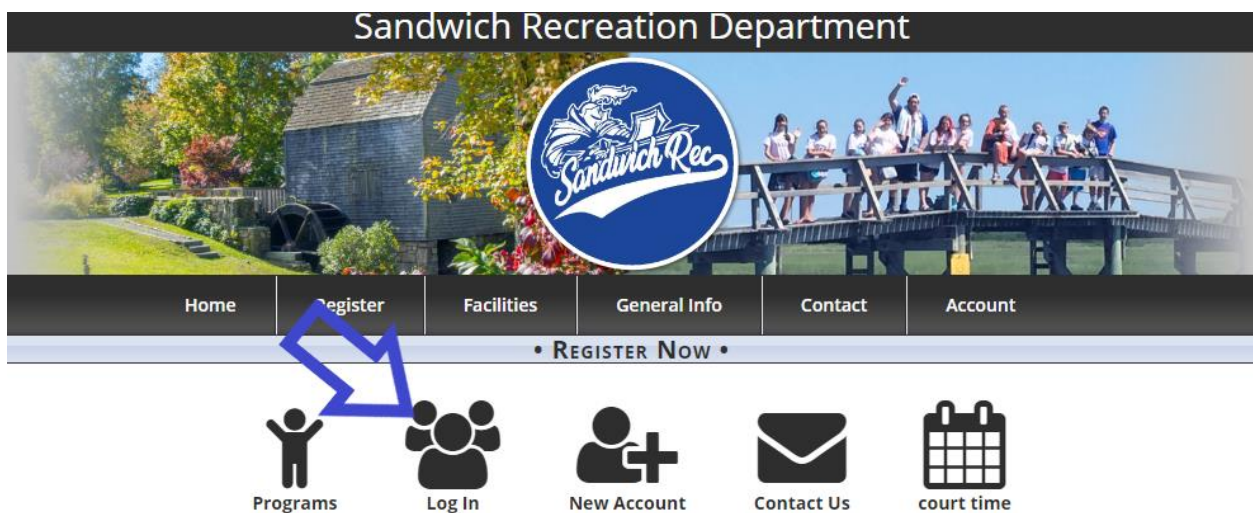 Sandwich Recreation Department
Sandwich Rec
Home Register Facilities General Info Contact Account
• REGISTER NOW •
Programs Log In New Account Contact Us court time